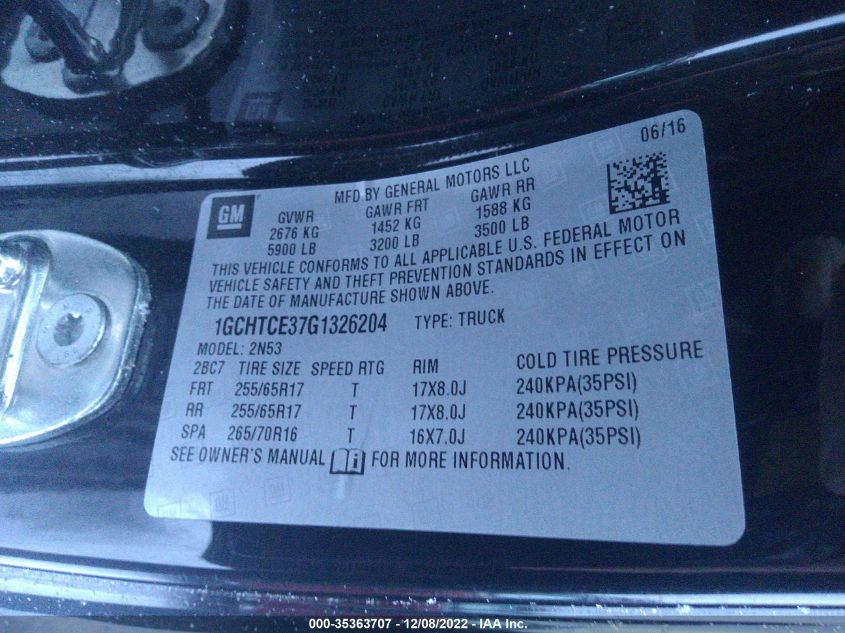 06/16
MFD BY GENERAL MOTORS LLC
GM
GVWR GAWR FRT GAWR RR
2676 KG 1452 KG 1588 KG
5900 LB 3200 LB 3500 LB
THIS VEHICLE CONFORMS TO ALL APPLICABLE U.S. FEDERAL MOTOR
VEHICLE SAFETY AND THEFT PREVENTION STANDARDS IN EFFECT ON
THE DATE OF MANUFACTURE SHOWN ABOVE.
1GCHTCE37G1326204 TYPE: TRUCK
MODEL: 2N53
2BC7 TIRE SIZE SPEED RTG RIM COLD TIRE PRESSURE
FRT 255/65R17 T 17X8.0J 240KPA(35PSI)
RR 255/65R17 T 17X8.0J 240KPA(35PSI)
SPA 265/70R16 T 16X7.0J 240KPA(35PSI)
SEE OWNER'S MANUAL i FOR MORE INFORMATION.
000-35363707 - 12/08/2022 - IAA Inc.